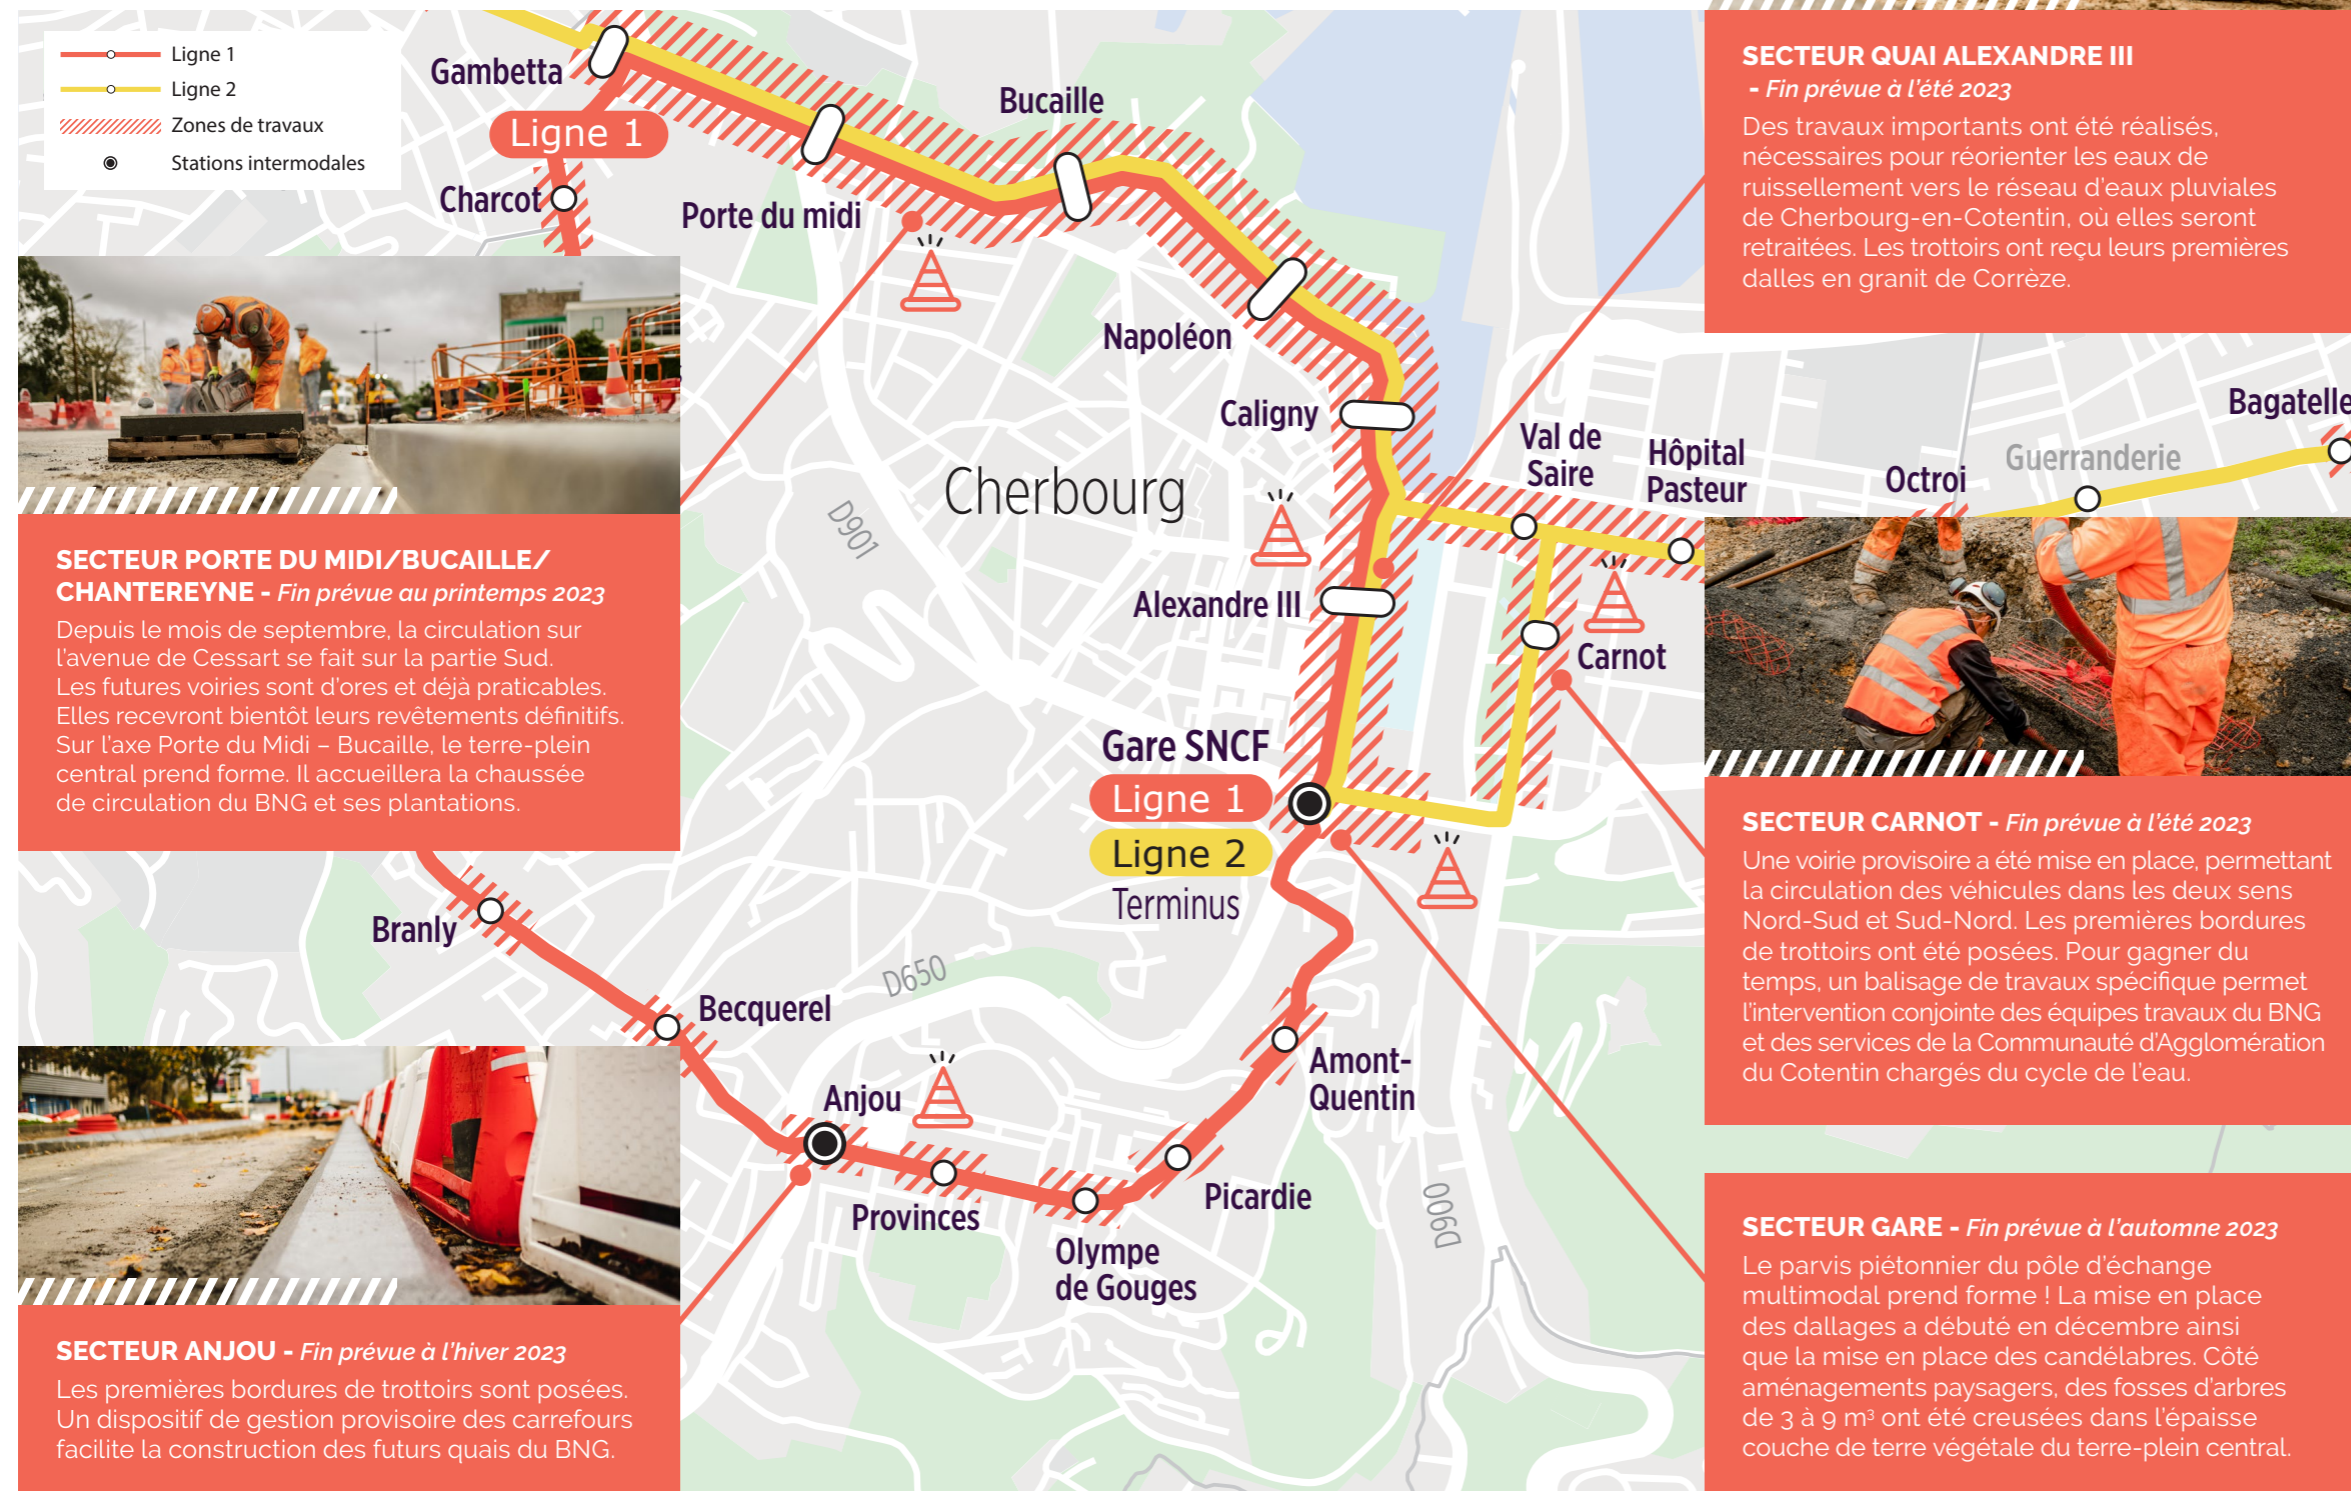 Ligne 1
Ligne 2
Zones de travaux
Stations intermodales
Gambetta
Ligne 1
Charcot
Porte du midi
Bucaille
Napoléon
Caligny
Cherbourg
D901
Alexandre III
Val de
Saire
Hôpital
Pasteur
Octroi
Guerranderie
Bagatelle
Carnot
Gare SNCF
Ligne 1
Ligne 2
Terminus
Branly
Becquerel
D650
Anjou
Provinces
Olympe
de Gouges
Picardie
Amont-
Quentin
D900
SECTEUR PORTE DU MIDI/BUCAILLE/
CHANTEREYNE - Fin prévue au printemps 2023
Depuis le mois de septembre, la circulation sur
l'avenue de Cessart se fait sur la partie Sud.
Les futures voiries sont d'ores et déjà praticables.
Elles recevront bientôt leurs revêtements définitifs.
Sur l'axe Porte du Midi – Bucaille, le terre-plein
central prend forme. Il accueillera la chaussée
de circulation du BNG et ses plantations.
SECTEUR ANJOU - Fin prévue à l'hiver 2023
Les premières bordures de trottoirs sont posées.
Un dispositif de gestion provisoire des carrefours
facilite la construction des futurs quais du BNG.
SECTEUR QUAI ALEXANDRE III
- Fin prévue à l'été 2023
Des travaux importants ont été réalisés,
nécessaires pour réorienter les eaux de
ruissellement vers le réseau d'eaux pluviales
de Cherbourg-en-Cotentin, où elles seront
retraitées. Les trottoirs ont reçu leurs premières
dalles en granit de Corrèze.
SECTEUR CARNOT - Fin prévue à l'été 2023
Une voirie provisoire a été mise en place, permettant
la circulation des véhicules dans les deux sens
Nord-Sud et Sud-Nord. Les premières bordures
de trottoirs ont été posées. Pour gagner du
temps, un balisage de travaux spécifique permet
l'intervention conjointe des équipes travaux du BNG
et des services de la Communauté d'Agglomération
du Cotentin chargés du cycle de l'eau.
SECTEUR GARE - Fin prévue à l'automne 2023
Le parvis piétonnier du pôle d'échange
multimodal prend forme ! La mise en place
des dallages a débuté en décembre ainsi
que la mise en place des candélabres. Côté
aménagements paysagers, des fosses d'arbres
de 3 à 9 m³ ont été creusées dans l'épaisse
couche de terre végétale du terre-plein central.